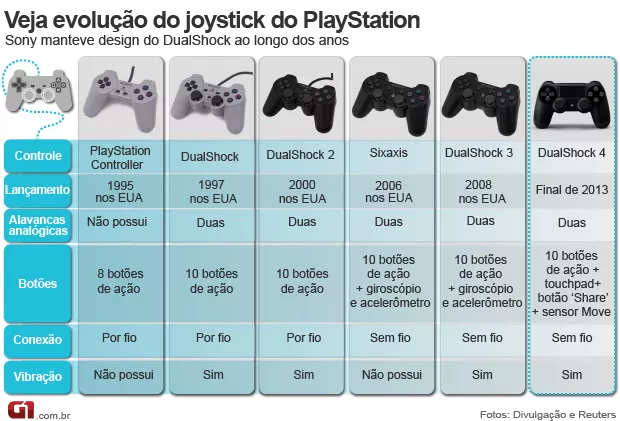 Veja evolução do joystick do PlayStation
Sony manteve design do DualShock ao longo dos anos
Controle
PlayStation
Controller
DualShock
DualShock 2
Sixaxis
DualShock 3
DualShock 4
Lançamento
1995
nos EUA
1997
nos EUA
2000
nos EUA
2006
nos EUA
2008
nos EUA
Final de 2013
Alavancas
analógicas
Não possui
Duas
Duas
Duas
Duas
Duas
Botões
8 botões
de ação
10 botões
de ação
10 botões
de ação
10 botões
de ação
+ giroscópio
e acelerômetro
10 botões
de ação
+ giroscópio
e acelerômetro
10 botões
de ação +
touchpad+
botão ‘Share’
+ sensor Move
Conexão
Por fio
Por fio
Por fio
Sem fio
Sem fio
Sem fio
Vibração
Não possui
Sim
Sim
Não possui
Sim
Sim
G1.com.br
Fotos: Divulgação e Reuters